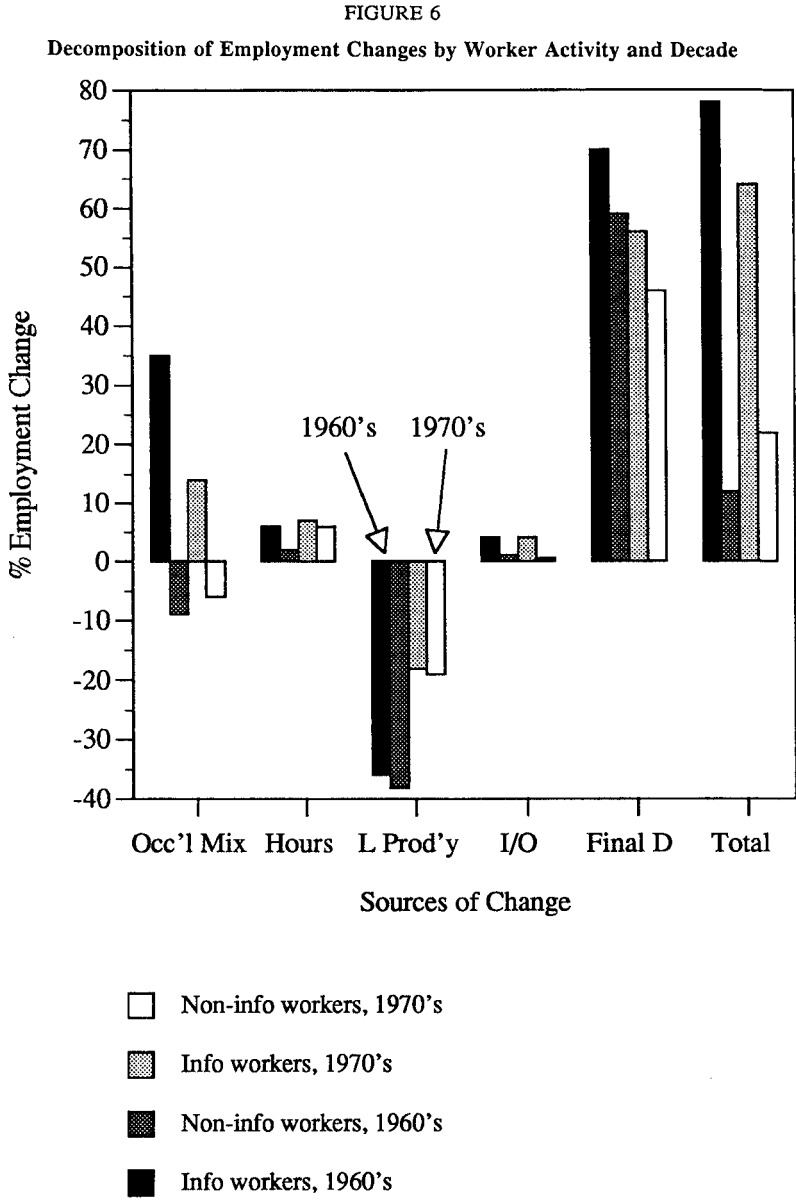 FIGURE 6
Decomposition of Employment Changes by Worker Activity and Decade
% Employment Change
80
70
60
50
40
30
20
10
0
-10
-20
-30
-40
1960's
1970's
Occ'l Mix
Hours
L Prod'y
I/O
Final D
Total
Sources of Change
Non-info workers, 1970's
Info workers, 1970's
Non-info workers, 1960's
Info workers, 1960's